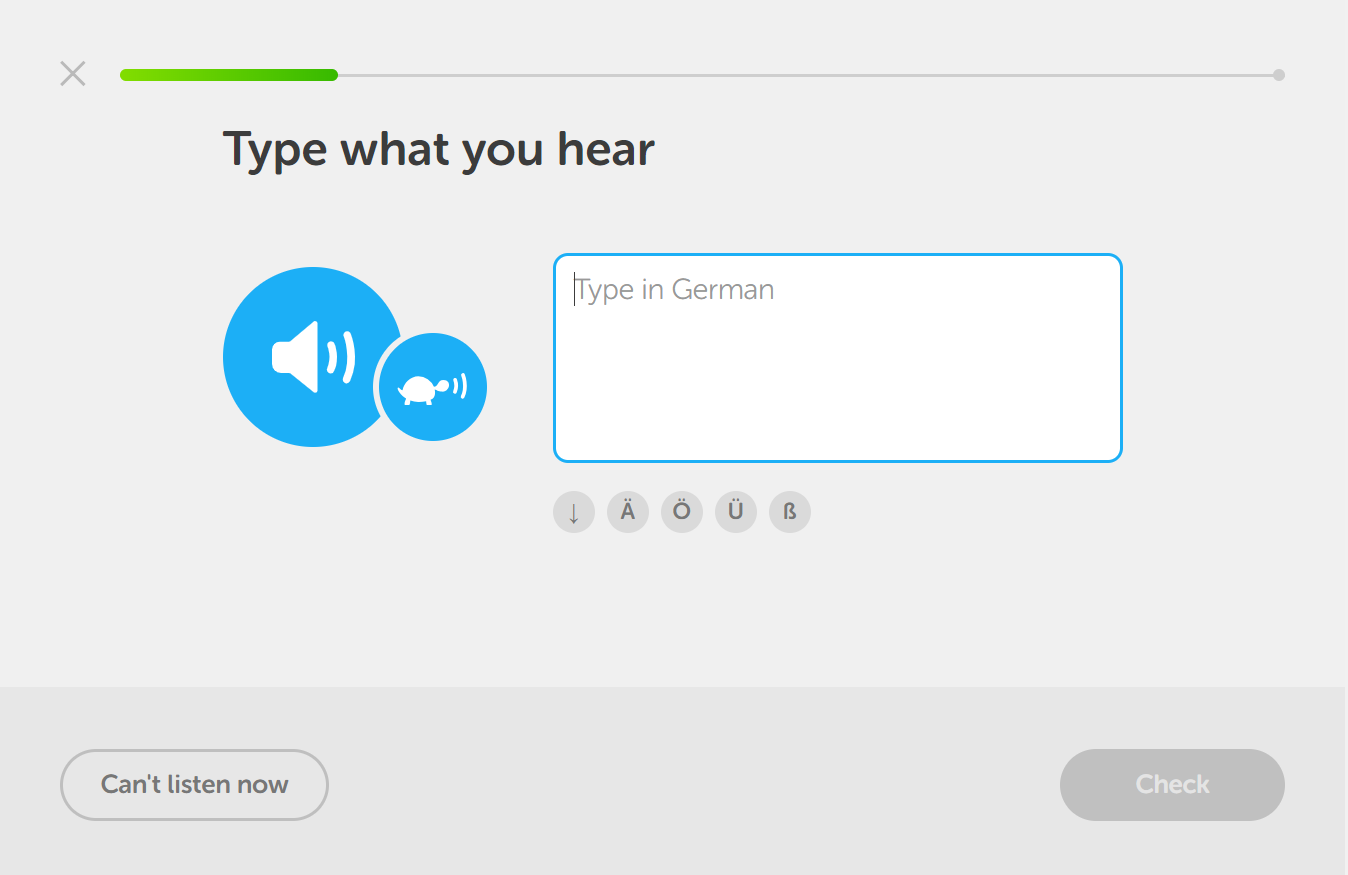 Type what you hear
Type in German
↓ Ä Ö Ü ß
Can't listen now
Check